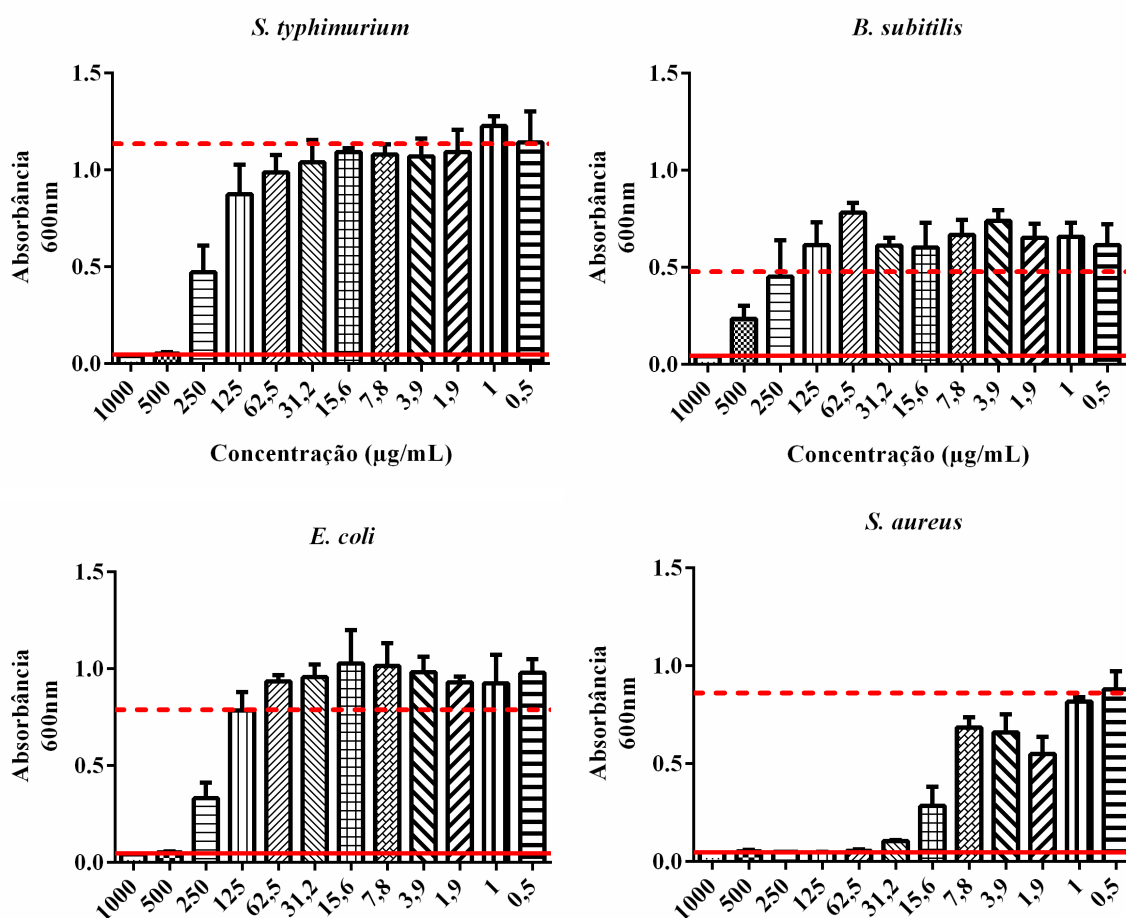 S. typhimurium
Absorbância
600nm
1.5
1.0
0.5
0.0
1000 500 250 125 62,5 31,2 15,6 7,8 3,9 1,9 1 0,5
Concentração (µg/mL)
B. subitilis
Absorbância
600nm
1.5
1.0
0.5
0.0
1000 500 250 125 62,5 31,2 15,6 7,8 3,9 1,9 1 0,5
Concentração (µg/mL)
E. coli
Absorbância
600nm
1.5
1.0
0.5
0.0
1000 500 250 125 62,5 31,2 15,6 7,8 3,9 1,9 1 0,5
S. aureus
Absorbância
600nm
1.5
1.0
0.5
0.0
1000 500 250 125 62,5 31,2 15,6 7,8 3,9 1,9 1 0,5